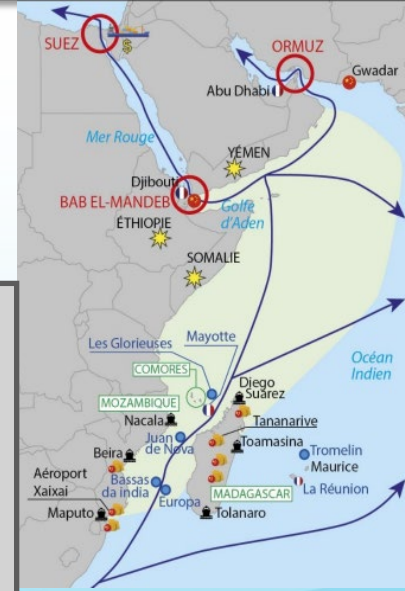 SUEZ
$
ORMUZ
Gwadar
Abu Dhabi
Mer Rouge
YÉMEN
Djibouti
BAB EL-MANDEB
Golfe
d'Aden
ÉTHIOPIE
SOMALIE
Les Glorieuses
Mayotte
Océan
Indien
COMORES
Diego
Suarez
MOZAMBIQUE
Nacala
Tananarive
Juan
de Nova
Toamasina
Beira
Tromelin
Maurice
Aéroport
Xaixai
Bassas
da india
La Réunion
Europa
MADAGASCAR
Maputo
Tolanaro